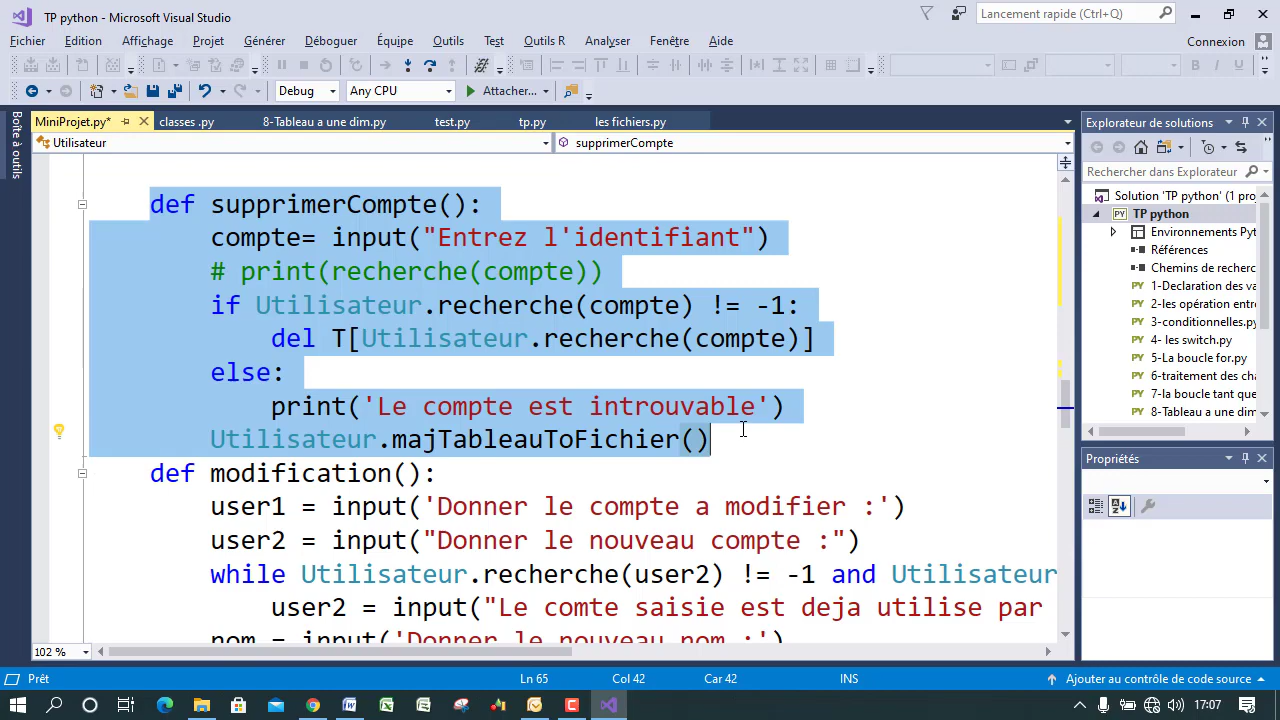 TP python - Microsoft Visual Studio
Lancement rapide (Ctrl+Q)
Fichier Edition Affichage Projet Générer Déboguer Équipe Outils Test Outils R Analyser Fenêtre Aide
Connexion
Debug Any CPU Attacher...
Boîte à outils
MiniProjet.py* classes .py 8-Tableau a une dim.py test.py tp.py les fichiers.py
Utilisateur supprimerCompte
def supprimerCompte():
compte= input("Entrez l'identifiant")
# print(recherche(compte))
if Utilisateur.recherche(compte) != -1:
del T[Utilisateur.recherche(compte)]
else:
print('Le compte est introuvable')
Utilisateur.majTableauToFichier()
def modification():
user1 = input('Donner le compte a modifier :')
user2 = input("Donner le nouveau compte :")
while Utilisateur.recherche(user2) != -1 and Utilisateur
user2 = input("Le comte saisie est deja utilise par
nom = input('Donner le nouveau nom :')
102 %
Explorateur de solutions
Rechercher dans Explorateur
Solution 'TP python' (1 pro
TP python
Environnements Pyt
Références
Chemins de recherc
1-Declaration des va
2-les opération entre
3-conditionnelles.py
4- les switch.py
5-La boucle for.py
6-traitement des cha
7-la boucle tant que
8-Tableau a une dim
Propriétés
Prêt Ln 65 Col 42 Car 42 INS Ajouter au contrôle de code source
17:07